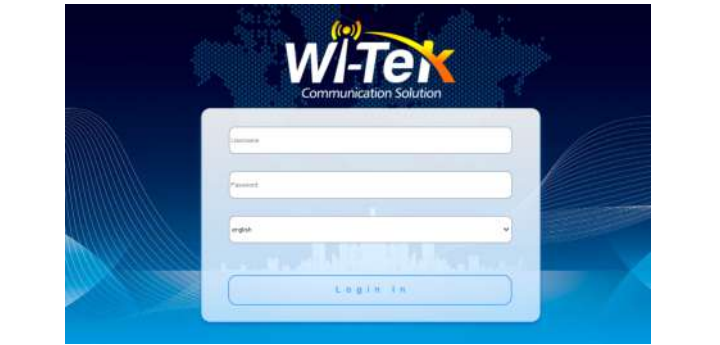 WI-Tek
Communication Solution
Username
Password
english
Login in